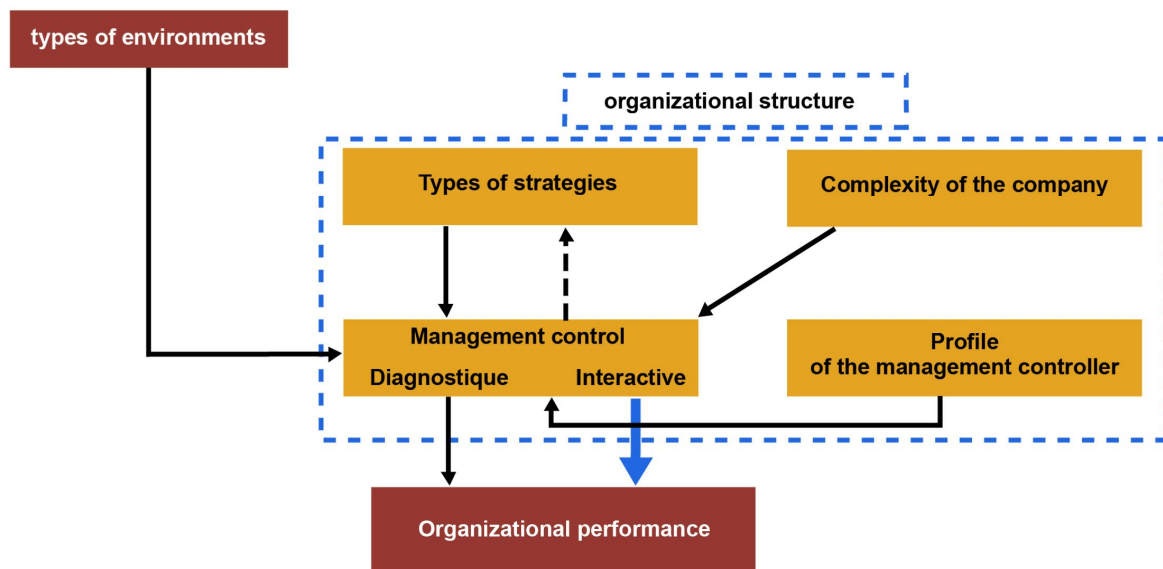 types of environments
organizational structure
Types of strategies
Complexity of the company
Management control
Diagnostique
Interactive
Profile
of the management controller
Organizational performance